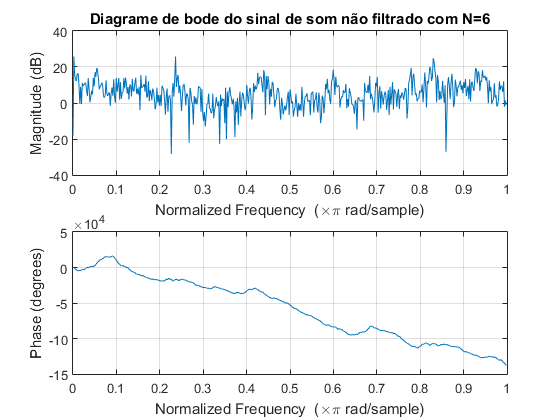 Diagrame de bode do sinal de som não filtrado com N=6
40
20
0
-20
-40
Magnitude (dB)
0 0.1 0.2 0.3 0.4 0.5 0.6 0.7 0.8 0.9 1
Normalized Frequency (×π rad/sample)
×10⁴
5
0
-5
-10
-15
Phase (degrees)
0 0.1 0.2 0.3 0.4 0.5 0.6 0.7 0.8 0.9 1
Normalized Frequency (×π rad/sample)